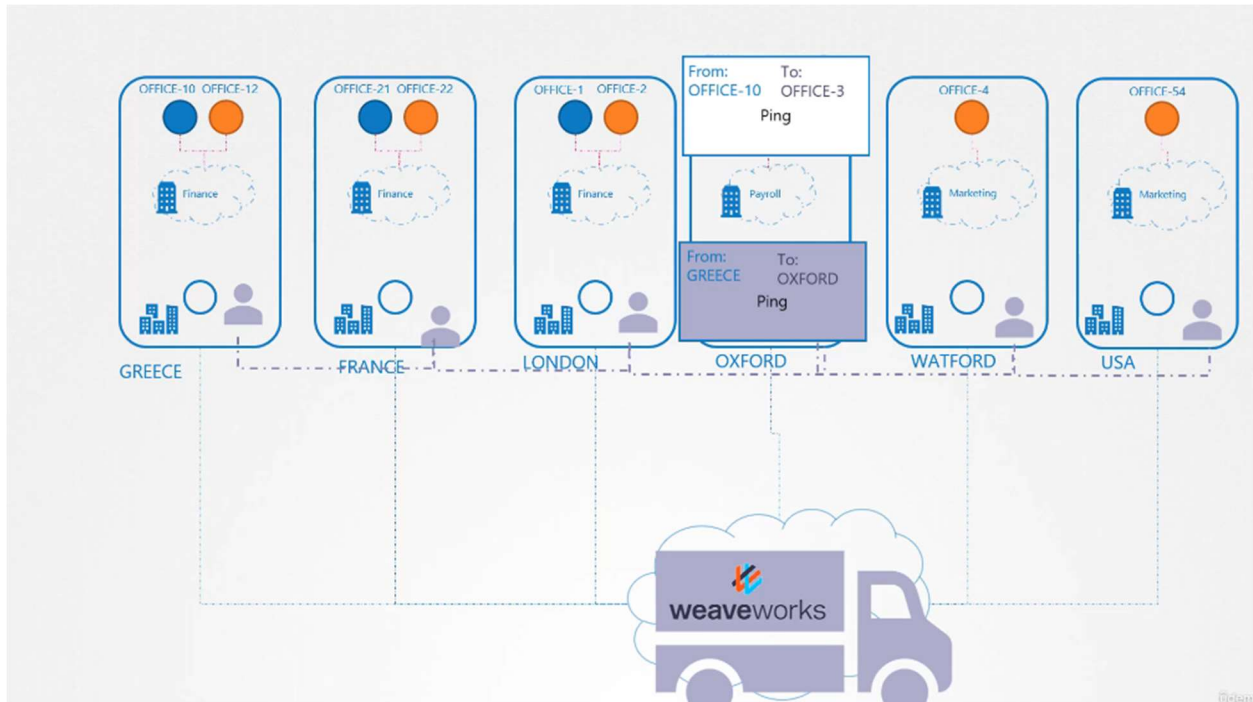 OFFICE-10 OFFICE-12
OFFICE-21 OFFICE-22
OFFICE-1 OFFICE-2
From: To:
OFFICE-10 OFFICE-3
Ping
OFFICE-4
OFFICE-54
Finance
Finance
Finance
Payroll
Marketing
Marketing
From: To:
GREECE OXFORD
Ping
GREECE
FRANCE
LONDON
OXFORD
WATFORD
USA
weaveworks